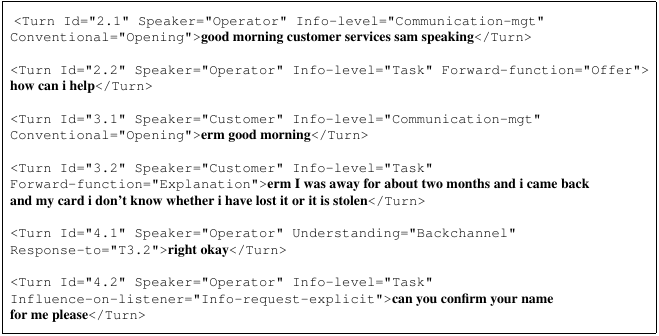 <Turn Id="2.1" Speaker="Operator" Info-level="Communication-mgt"
Conventional="Opening">good morning customer services sam speaking</Turn>
<Turn Id="2.2" Speaker="Operator" Info-level="Task" Forward-function="Offer">
how can i help</Turn>
<Turn Id="3.1" Speaker="Customer" Info-level="Communication-mgt"
Conventional="Opening">erm good morning</Turn>
<Turn Id="3.2" Speaker="Customer" Info-level="Task"
Forward-function="Explanation">erm I was away for about two months and i came back
and my card i don't know whether i have lost it or it is stolen</Turn>
<Turn Id="4.1" Speaker="Operator" Understanding="Backchannel"
Response-to="T3.2">right okay</Turn>
<Turn Id="4.2" Speaker="Operator" Info-level="Task"
Influence-on-listener="Info-request-explicit">can you confirm your name
for me please</Turn>